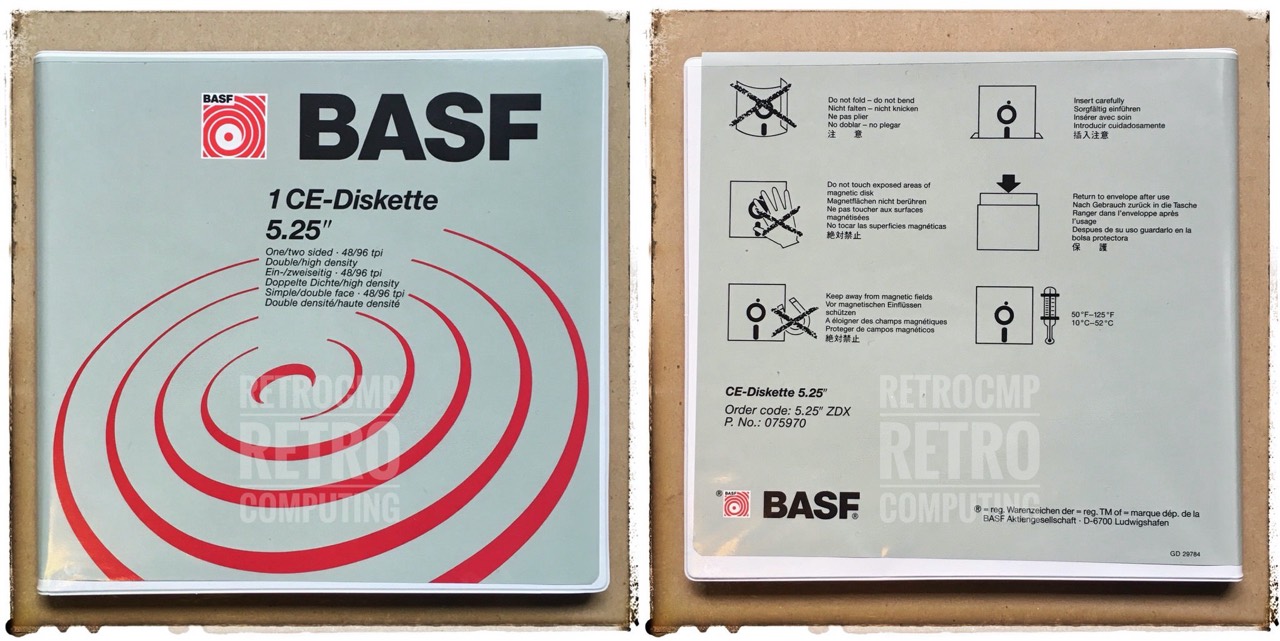 BASF
BASF
1 CE-Diskette
5.25"
One/two sided · 48/96 tpi
Double/high density
Ein-/zweiseitig · 48/96 tpi
Doppelte Dichte/high density
Simple/double face · 48/96 tpi
Double densité/haute densité
RETROCMP
RETRO
COMPUTING
Do not fold – do not bend
Nicht falten – nicht knicken
Ne pas plier
No doblar – no plegar
注 意
Insert carefully
Sorgfältig einführen
Insérer avec soin
Introducir cuidadosamente
插入注意
Do not touch exposed areas of
magnetic disk
Magnetflächen nicht berühren
Ne pas toucher aux surfaces
magnétisées
No tocar las superficies magnéticas
絶対禁止
Return to envelope after use
Nach Gebrauch zurück in die Tasche
Ranger dans l'enveloppe après
l'usage
Despues de su uso guardarlo en la
bolsa protectora
保 護
Keep away from magnetic fields
Vor magnetischen Einflüssen
schützen
A éloigner des champs magnétiques
Proteger de campos magnéticos
絶対禁止
50°F–125°F
10°C–52°C
CE-Diskette 5.25"
Order code: 5.25" ZDX
P. No.: 075970
RETROCMP
RETRO
COMPUTING
® BASF
BASF®
® = reg. Warenzeichen der = reg. TM of = marque dép. de la
BASF Aktiengesellschaft · D-6700 Ludwigshafen
GD 29784